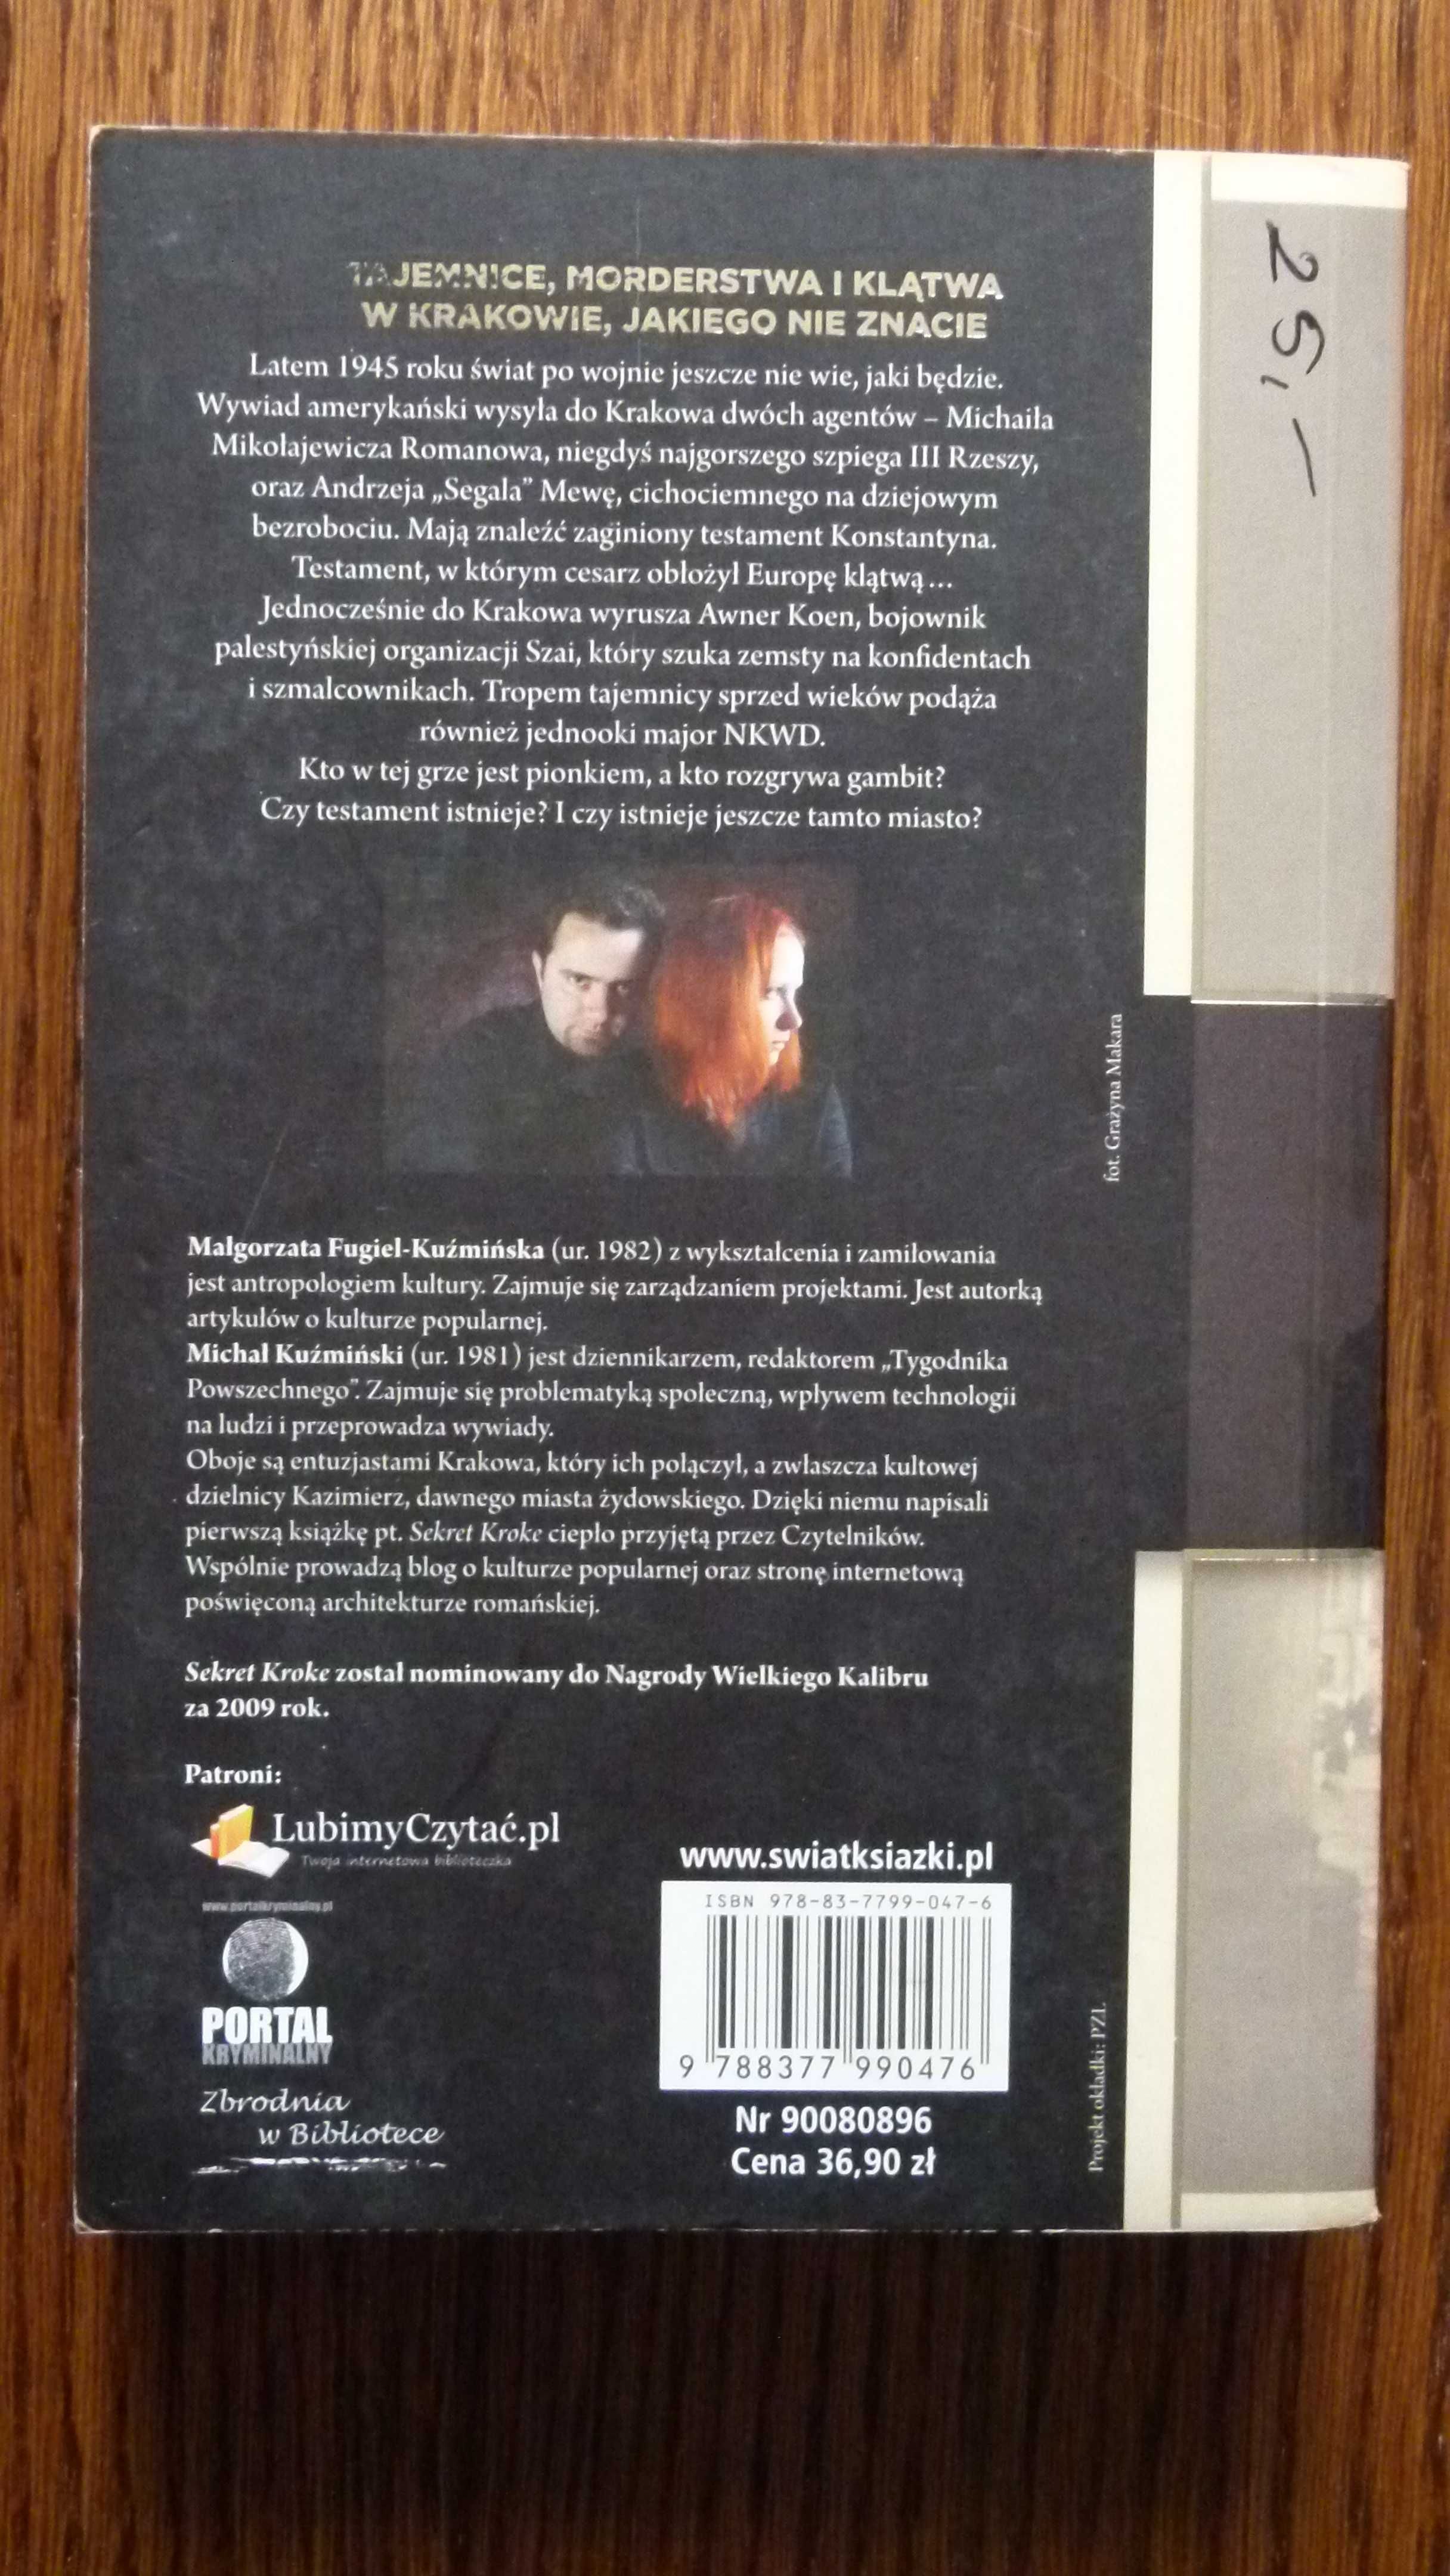 TAJEMNICE, MORDERSTWA I KLĄTWA
W KRAKOWIE, JAKIEGO NIE ZNACIE
Latem 1945 roku świat po wojnie jeszcze nie wie, jaki będzie.
Wywiad amerykański wysyła do Krakowa dwóch agentów – Michaiła
Mikołajewicza Romanowa, niegdyś najgorszego szpiega III Rzeszy,
oraz Andrzeja „Segala” Mewę, cichociemnego na dziejowym
bezrobociu. Mają znaleźć zaginiony testament Konstantyna.
Testament, w którym cesarz obłożył Europę klątwą...
Jednocześnie do Krakowa wyrusza Awner Koen, bojownik
palestyńskiej organizacji Szai, który szuka zemsty na konfidentach
i szmalcownikach. Tropem tajemnicy sprzed wieków podąża
również jednooki major NKWD.
Kto w tej grze jest pionkiem, a kto rozgrywa gambit?
Czy testament istnieje? I czy istnieje jeszcze tamto miasto?
fot. Grażyna Makara
Małgorzata Fugiel-Kuźmińska (ur. 1982) z wykształcenia i zamiłowania
jest antropologiem kultury. Zajmuje się zarządzaniem projektami. Jest autorką
artykułów o kulturze popularnej.
Michał Kuźmiński (ur. 1981) jest dziennikarzem, redaktorem „Tygodnika
Powszechnego”. Zajmuje się problematyką społeczną, wpływem technologii
na ludzi i przeprowadza wywiady.
Oboje są entuzjastami Krakowa, który ich połączył, a zwłaszcza kultowej
dzielnicy Kazimierz, dawnego miasta żydowskiego. Dzięki niemu napisali
pierwszą książkę pt. Sekret Kroke ciepło przyjętą przez Czytelników.
Wspólnie prowadzą blog o kulturze popularnej oraz stronę internetową
poświęconą architekturze romańskiej.
Sekret Kroke został nominowany do Nagrody Wielkiego Kalibru
za 2009 rok.
Patroni:
LubimyCzytać.pl
Twoja internetowa biblioteczka
www.portalkryminalny.pl
PORTAL
KRYMINALNY
Zbrodnia
w Bibliotece
www.swiatksiazki.pl
ISBN 978-83-7799-047-6
9 788377 990476
Nr 90080896
Cena 36,90 zł
Projekt okładki: PZL
25,–